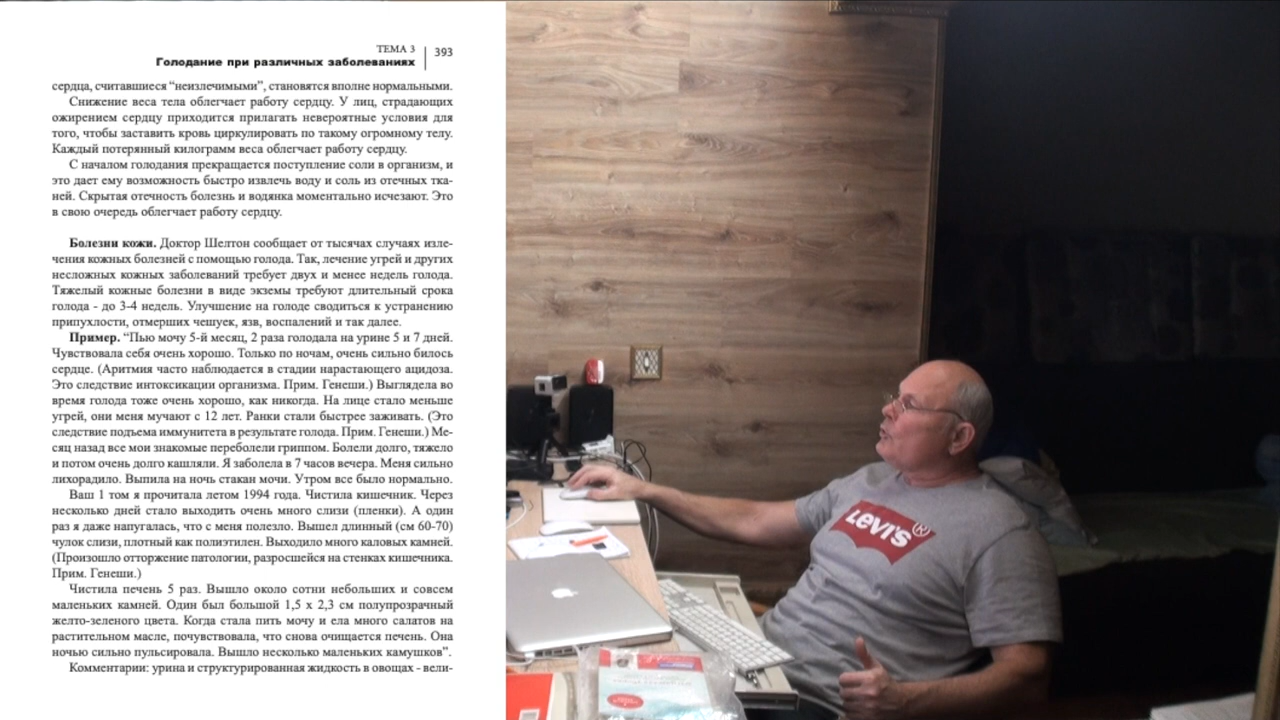 ТЕМА 3
Голодание при различных заболеваниях
393
сердца, считавшиеся “неизлечимыми”, становятся вполне нормальными.
Снижение веса тела облегчает работу сердцу. У лиц, страдающих
ожирением сердцу приходится прилагать невероятные условия для
того, чтобы заставить кровь циркулировать по такому огромному телу.
Каждый потерянный килограмм веса облегчает работу сердцу.
С началом голодания прекращается поступление соли в организм, и
это дает ему возможность быстро извлечь воду и соль из отечных тка-
ней. Скрытая отечность болезнь и водянка моментально исчезают. Это
в свою очередь облегчает работу сердцу.
Болезни кожи. Доктор Шелтон сообщает от тысячах случаях изле-
чения кожных болезней с помощью голода. Так, лечение угрей и других
несложных кожных заболеваний требует двух и менее недель голода.
Тяжелый кожные болезни в виде экземы требуют длительный срока
голода - до 3-4 недель. Улучшение на голоде сводиться к устранению
припухлости, отмерших чешуек, язв, воспалений и так далее.
Пример. “Пью мочу 5-й месяц, 2 раза голодала на урине 5 и 7 дней.
Чувствовала себя очень хорошо. Только по ночам, очень сильно билось
сердце. (Аритмия часто наблюдается в стадии нарастающего ацидоза.
Это следствие интоксикации организма. Прим. Генеши.) Выглядела во
время голода тоже очень хорошо, как никогда. На лице стало меньше
угрей, они меня мучают с 12 лет. Ранки стали быстрее заживать. (Это
следствие подъема иммунитета в результате голода. Прим. Генеши.) Ме-
сяц назад все мои знакомые переболели гриппом. Болели долго, тяжело
и потом очень долго кашляли. Я заболела в 7 часов вечера. Меня сильно
лихорадило. Выпила на ночь стакан мочи. Утром все было нормально.
Ваш 1 том я прочитала летом 1994 года. Чистила кишечник. Через
несколько дней стало выходить очень много слизи (пленки). А один
раз я даже напугалась, что с меня полезло. Вышел длинный (см 60-70)
чулок слизи, плотный как полиэтилен. Выходило много каловых камней.
(Произошло отторжение патологии, разросшейся на стенках кишечника.
Прим. Генеши.)
Чистила печень 5 раз. Вышло около сотни небольших и совсем
маленьких камней. Один был большой 1,5 х 2,3 см полупрозрачный
желто-зеленого цвета. Когда стала пить мочу и ела много салатов на
растительном масле, почувствовала, что снова очищается печень. Она
ночью сильно пульсировала. Вышло несколько маленьких камушков”.
Комментарии: урина и структурированная жидкость в овощах - вели-
LEVI'S ®